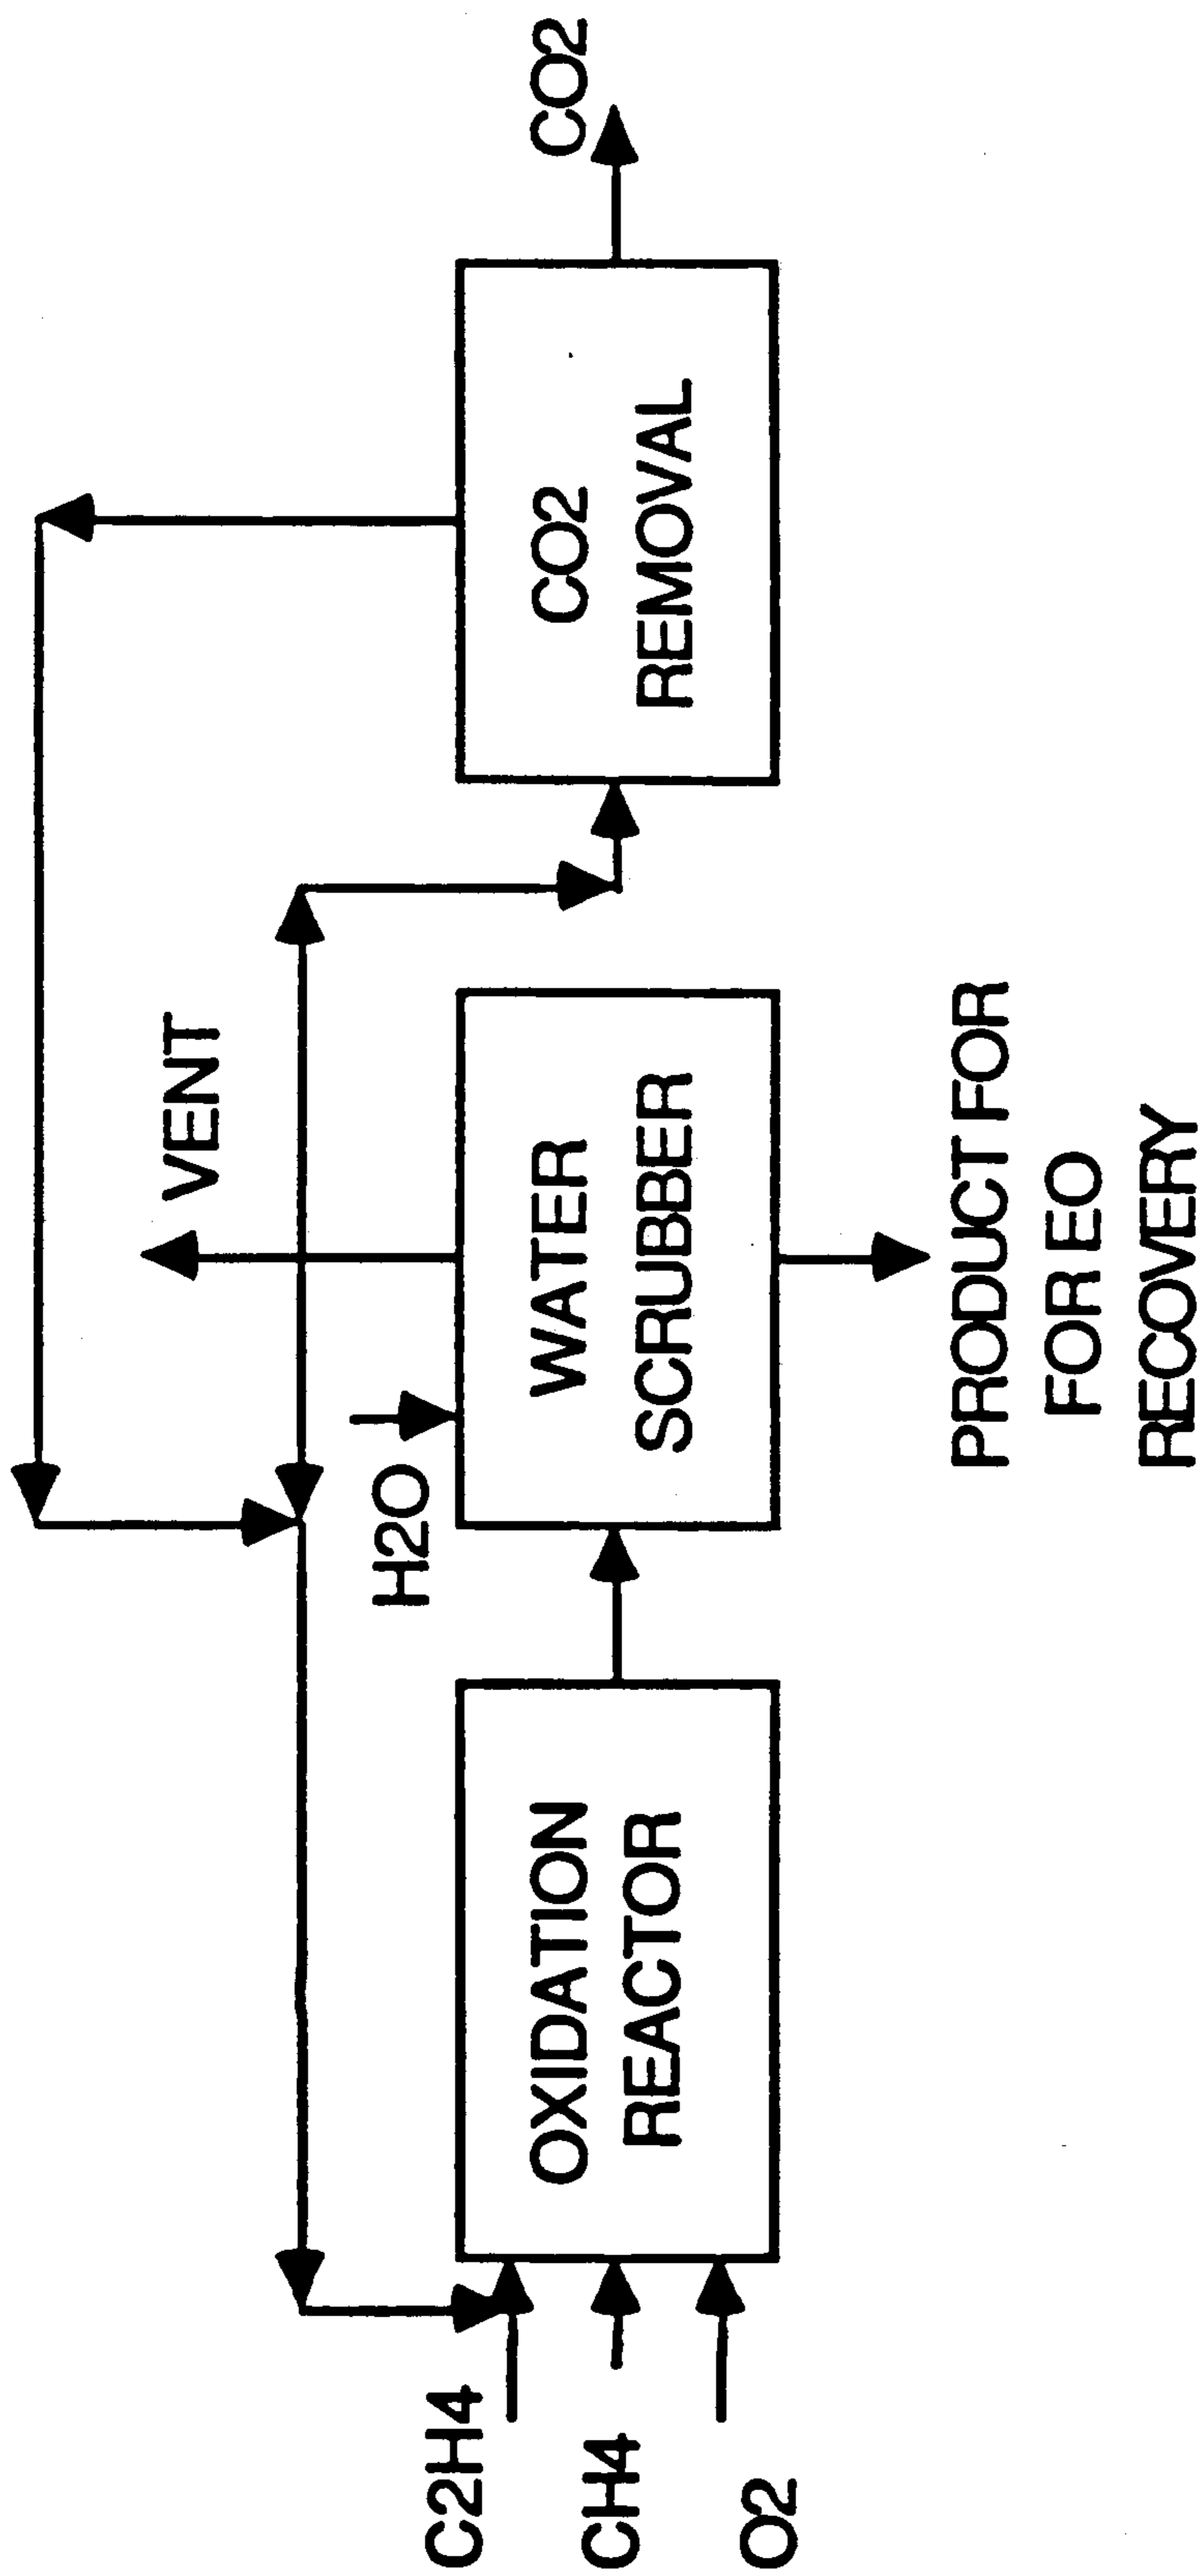 C2H4
CH4
O2
OXIDATION
REACTOR
H2O
WATER
SCRUBBER
VENT
PRODUCT FOR
FOR EO
RECOVERY
CO2
REMOVAL
CO2